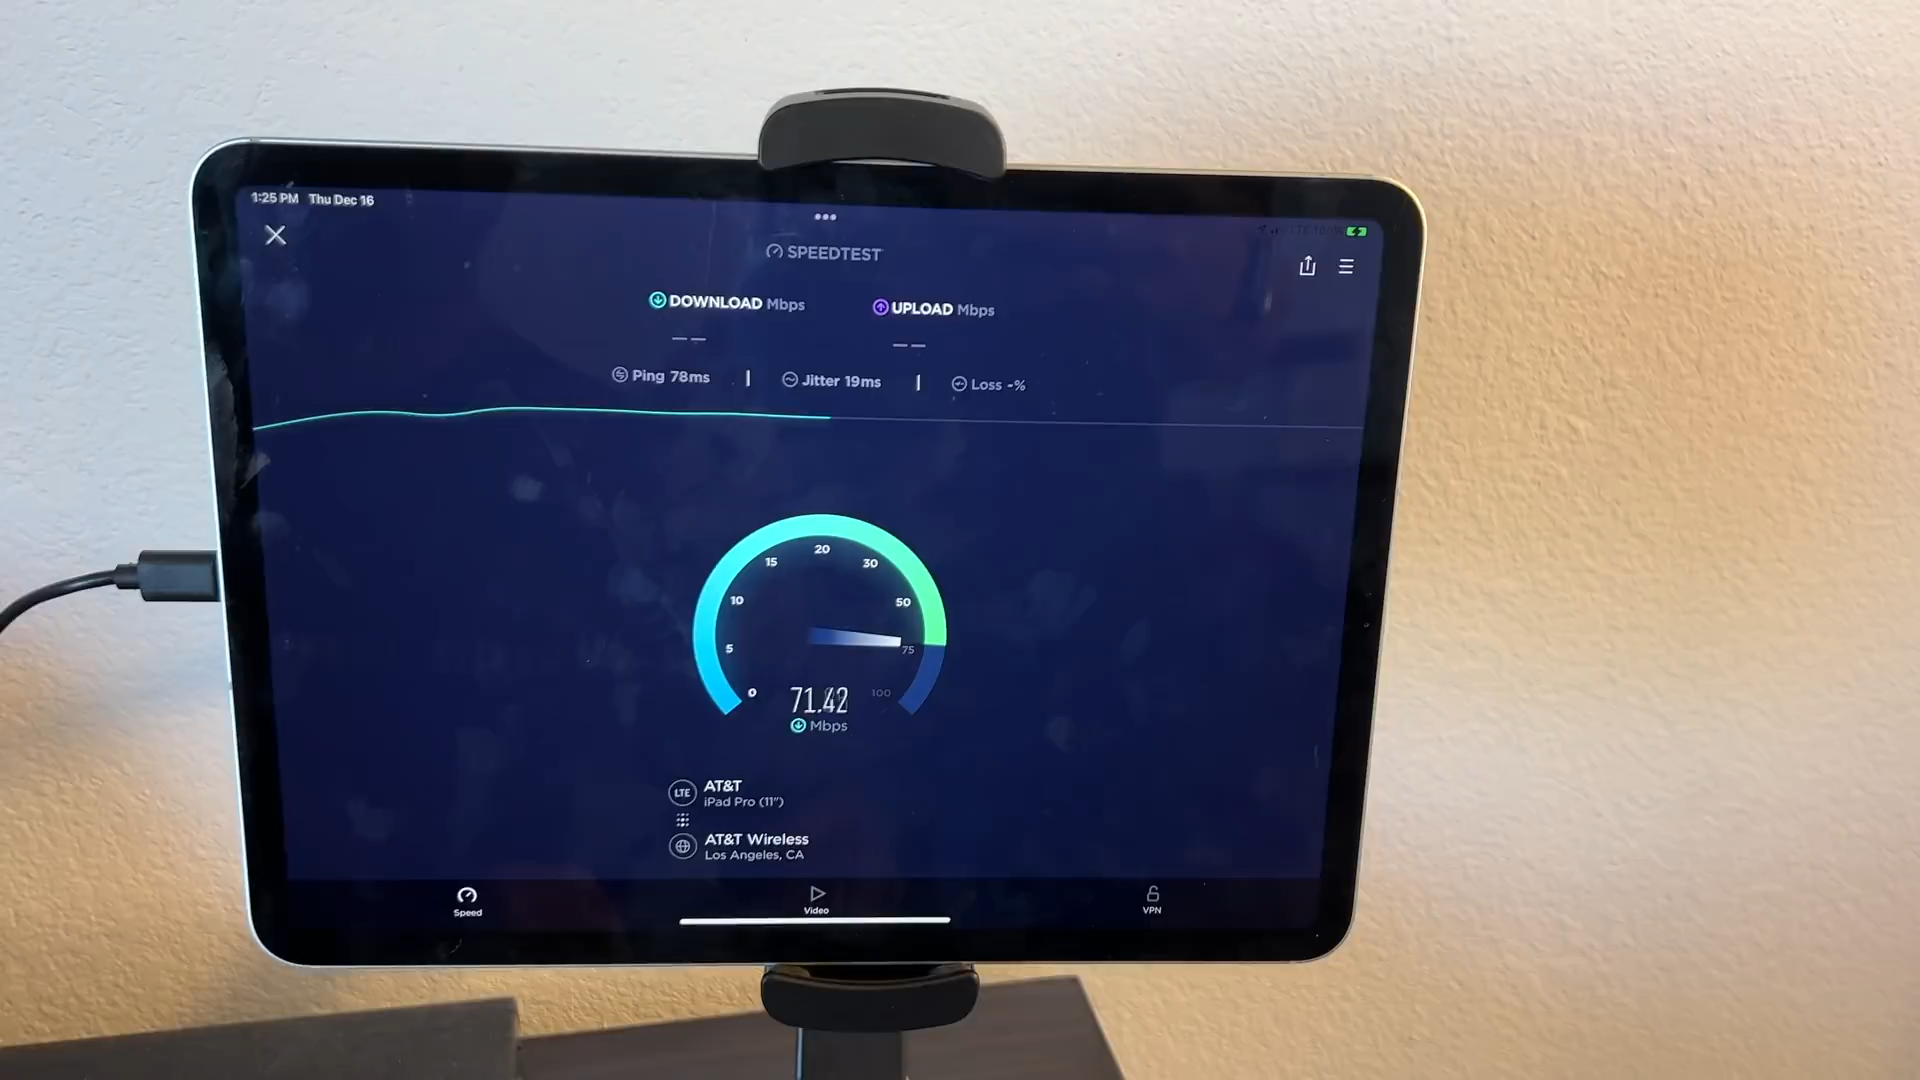 1:25 PM Thu Dec 16
SPEEDTEST
DOWNLOAD Mbps
UPLOAD Mbps
— —
— —
Ping 78ms | Jitter 19ms | Loss -%
0
5
10
15
20
30
50
75
100
71.42
Mbps
LTE
AT&T
iPad Pro (11")
AT&T Wireless
Los Angeles, CA
Speed
Video
VPN